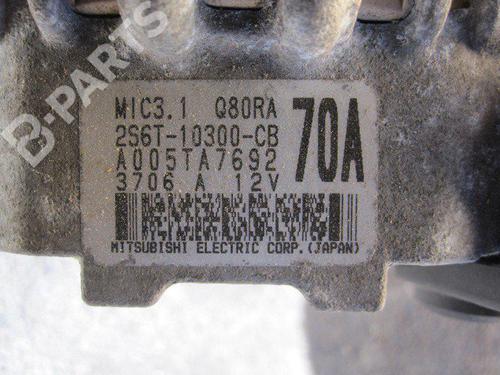 B-PARTS
MIC3.1 Q80RA
2S6T-10300-CB 70A
A005TA7692
3706 A 12V
MITSUBISHI ELECTRIC CORP.(JAPAN)